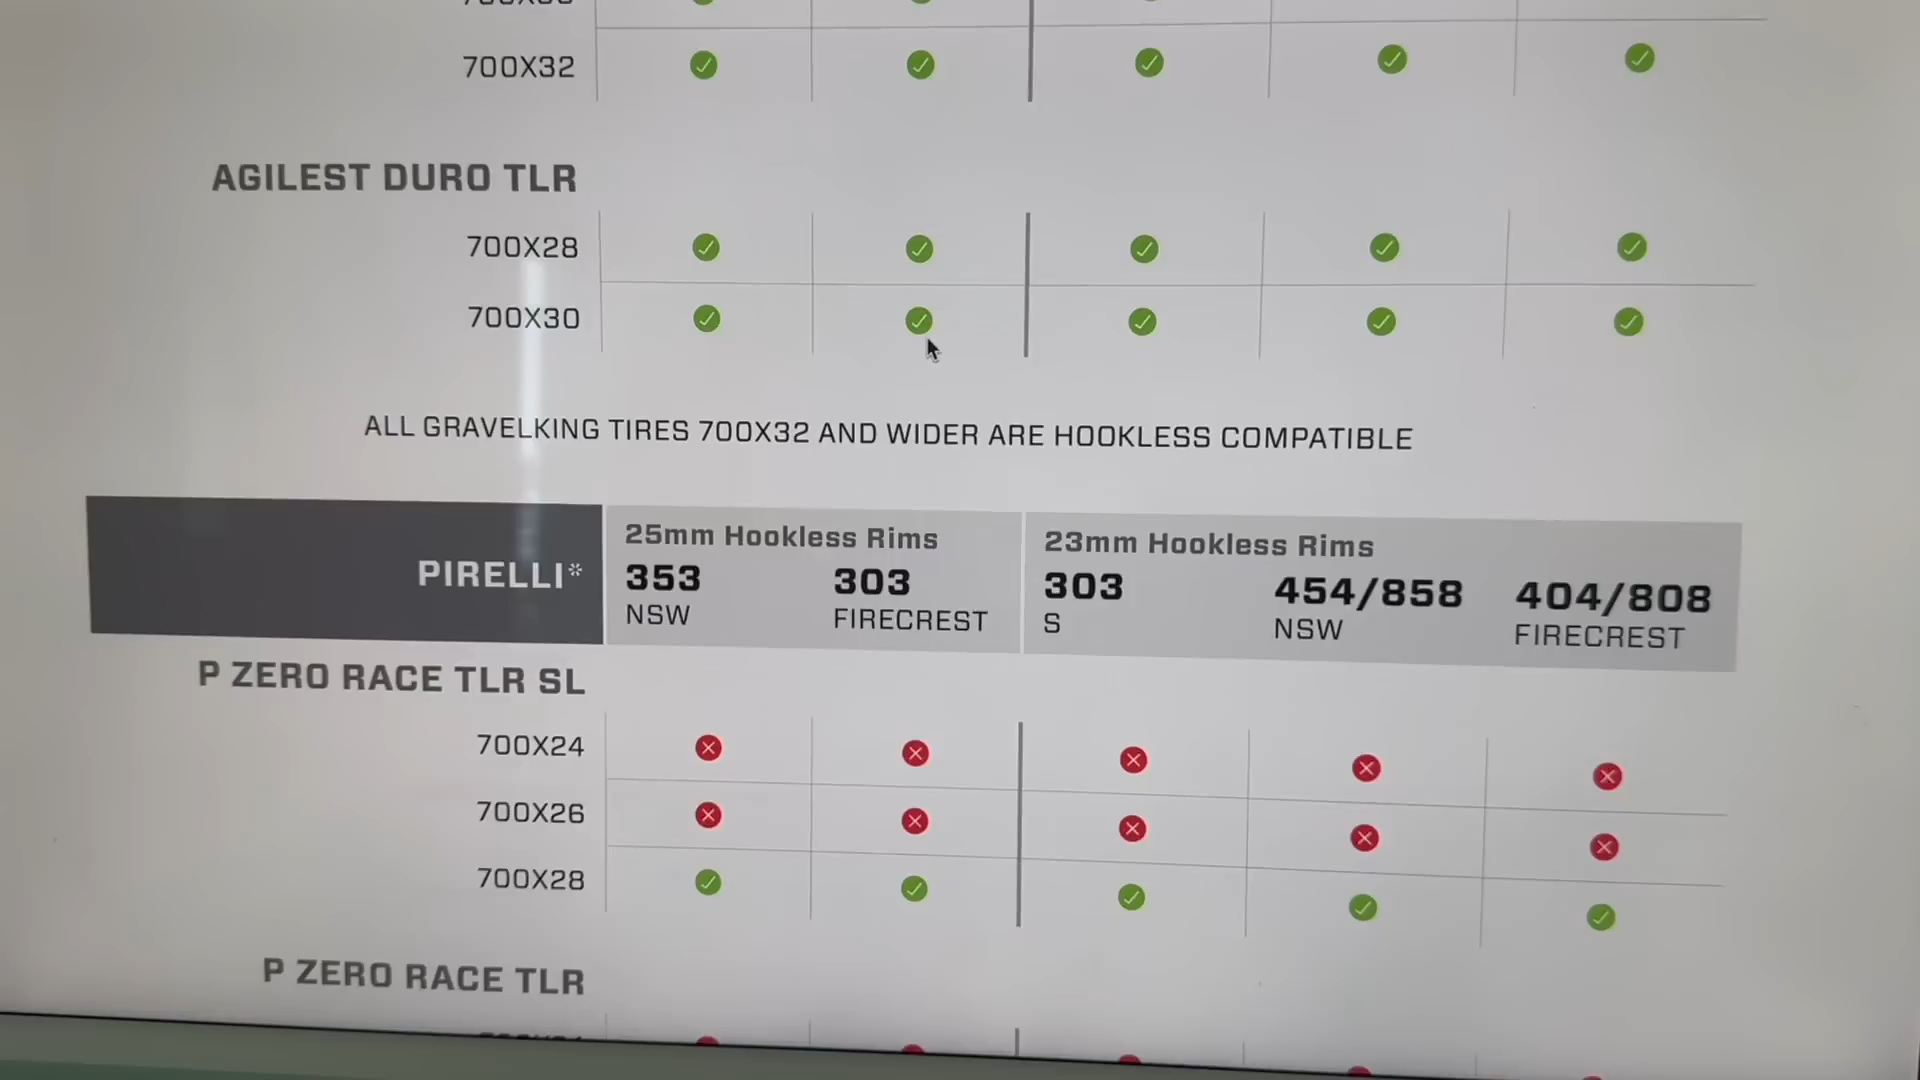 700X32
AGILEST DURO TLR
700X28
700X30
ALL GRAVELKING TIRES 700X32 AND WIDER ARE HOOKLESS COMPATIBLE
PIRELLI*
25mm Hookless Rims
23mm Hookless Rims
353 303 303 454/858 404/808
NSW FIRECREST S NSW FIRECREST
P ZERO RACE TLR SL
700X24
700X26
700X28
P ZERO RACE TLR